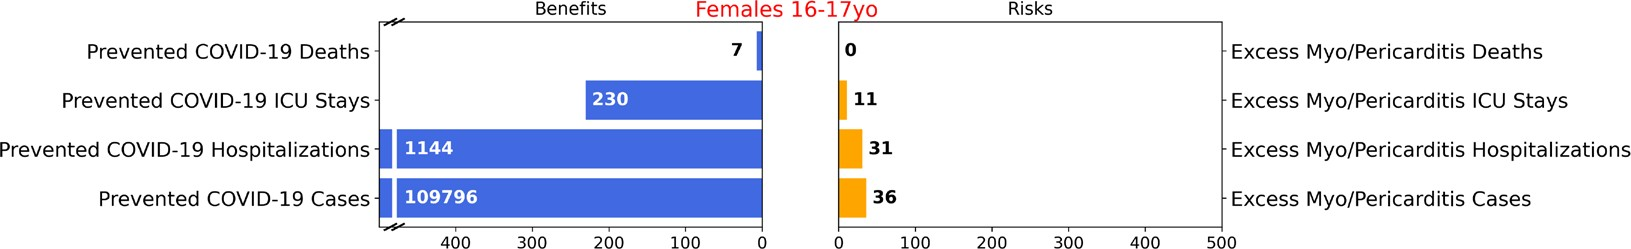 Benefits Females 16-17yo Risks
Prevented COVID-19 Deaths 7 0 Excess Myo/Pericarditis Deaths
Prevented COVID-19 ICU Stays 230 11 Excess Myo/Pericarditis ICU Stays
Prevented COVID-19 Hospitalizations 1144 31 Excess Myo/Pericarditis Hospitalizations
Prevented COVID-19 Cases 109796 36 Excess Myo/Pericarditis Cases
400 300 200 100 0 0 100 200 300 400 500